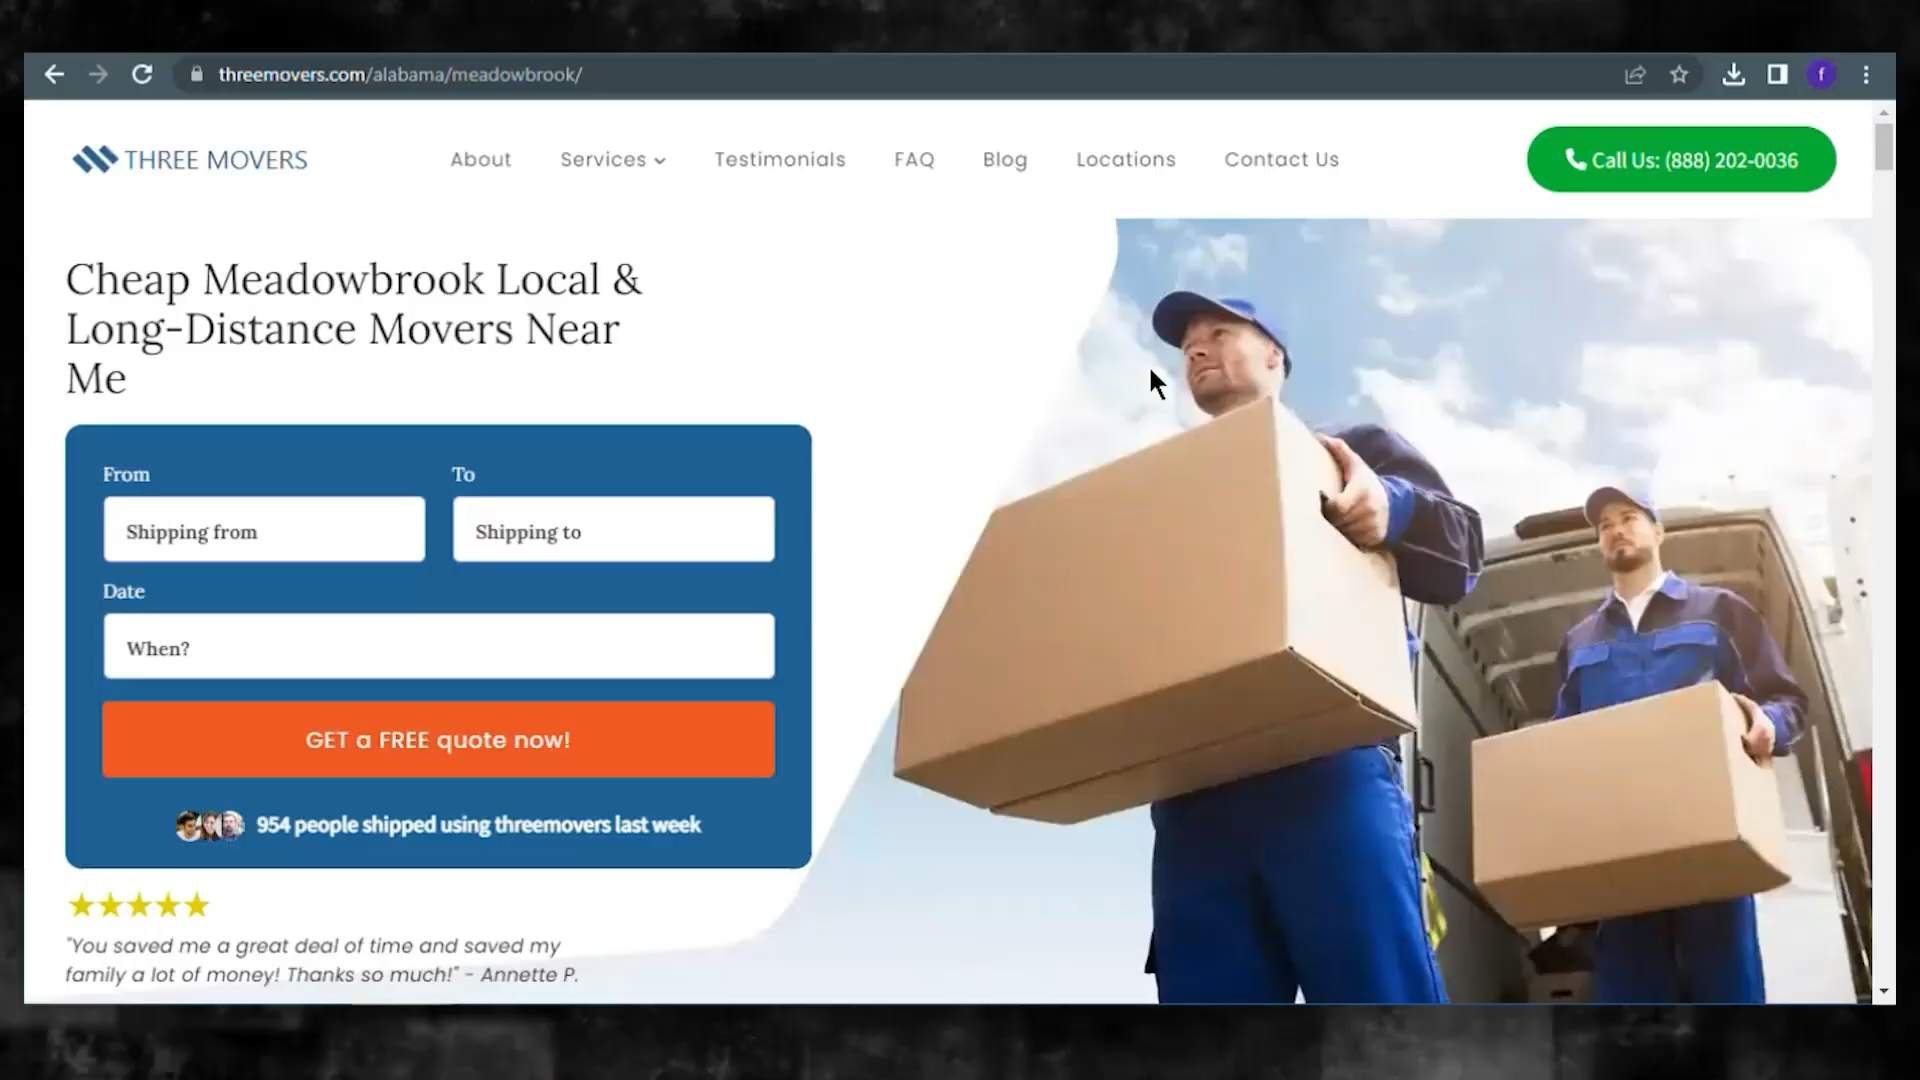 threemovers.com/alabama/meadowbrook/
f
THREE MOVERS
About
Services
Testimonials
FAQ
Blog
Locations
Contact Us
Call Us: (888) 202-0036
Cheap Meadowbrook Local &
Long-Distance Movers Near
Me
From
To
Shipping from
Shipping to
Date
When?
GET a FREE quote now!
954 people shipped using threemovers last week
"You saved me a great deal of time and saved my
family a lot of money! Thanks so much!" - Annette P.